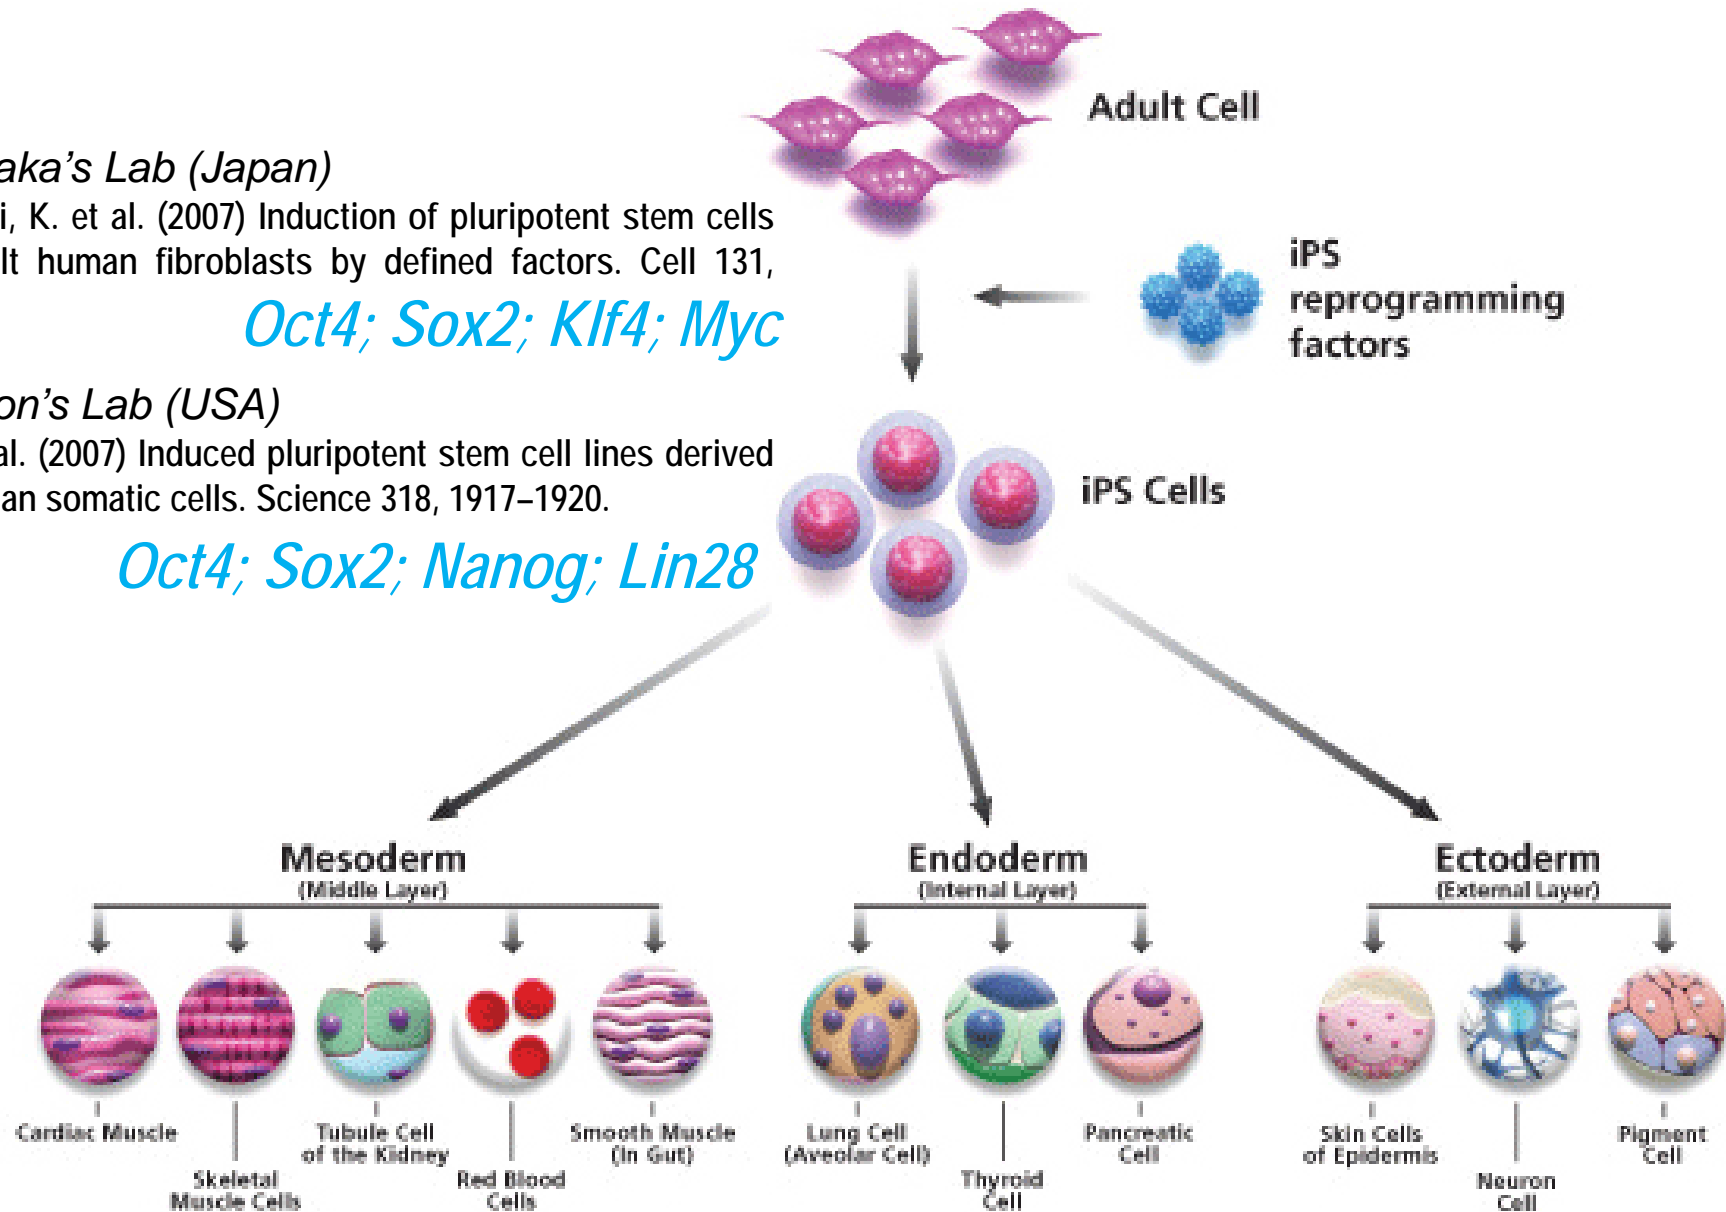 Adult Cell
aka's Lab (Japan)
i, K. et al. (2007) Induction of pluripotent stem cells
lt human fibroblasts by defined factors. Cell 131,
Oct4; Sox2; Klf4; Myc
iPS
reprogramming
factors
on's Lab (USA)
al. (2007) Induced pluripotent stem cell lines derived
an somatic cells. Science 318, 1917–1920.
Oct4; Sox2; Nanog; Lin28
iPS Cells
Mesoderm
(Middle Layer)
Cardiac Muscle
Skeletal
Muscle Cells
Tubule Cell
of the Kidney
Red Blood
Cells
Smooth Muscle
(In Gut)
Endoderm
(Internal Layer)
Lung Cell
(Aveolar Cell)
Thyroid
Cell
Pancreatic
Cell
Ectoderm
(External Layer)
Skin Cells
of Epidermis
Neuron
Cell
Pigment
Cell